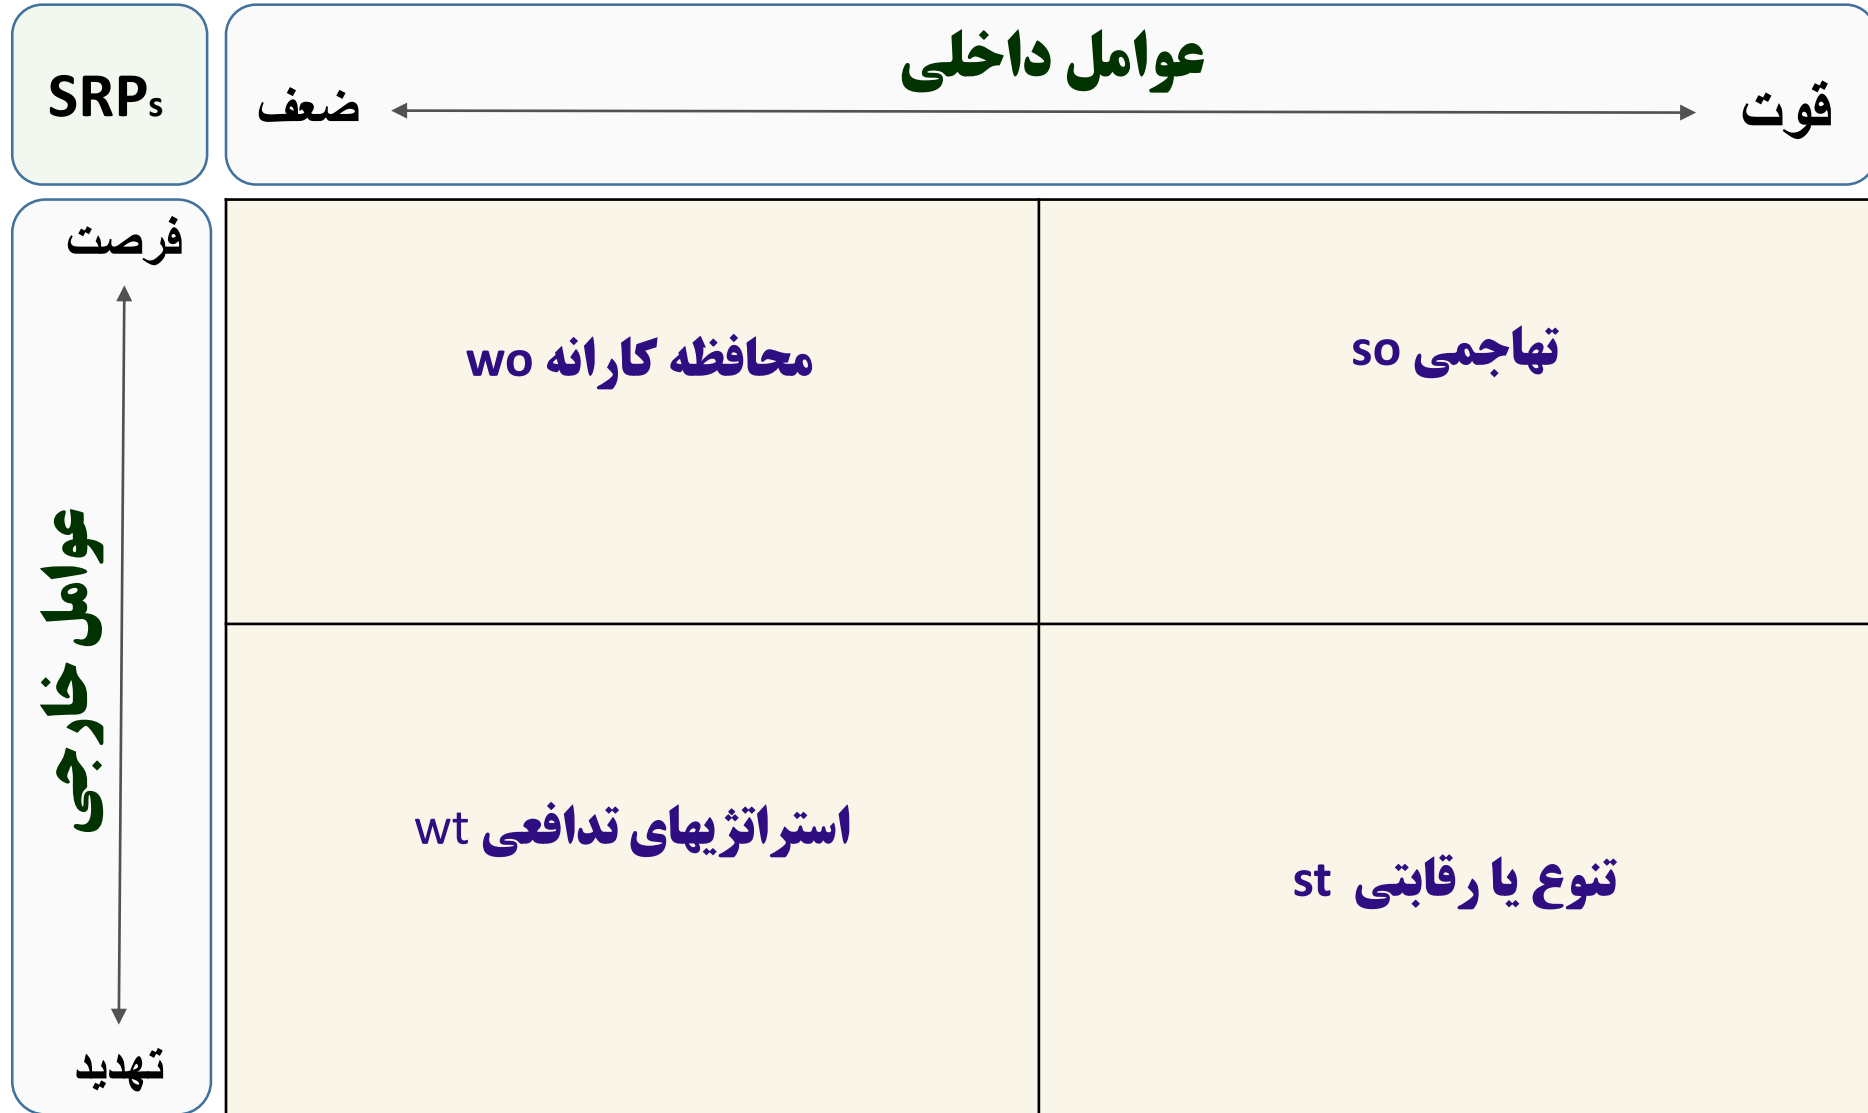 SRPs
عوامل داخلی
قوت
ضعف
فرصت
عوامل خارجی
تهدید
تهاجمی so
محافظه کارانه wo
تنوع یا رقابتی st
استراتژیهای تدافعی wt